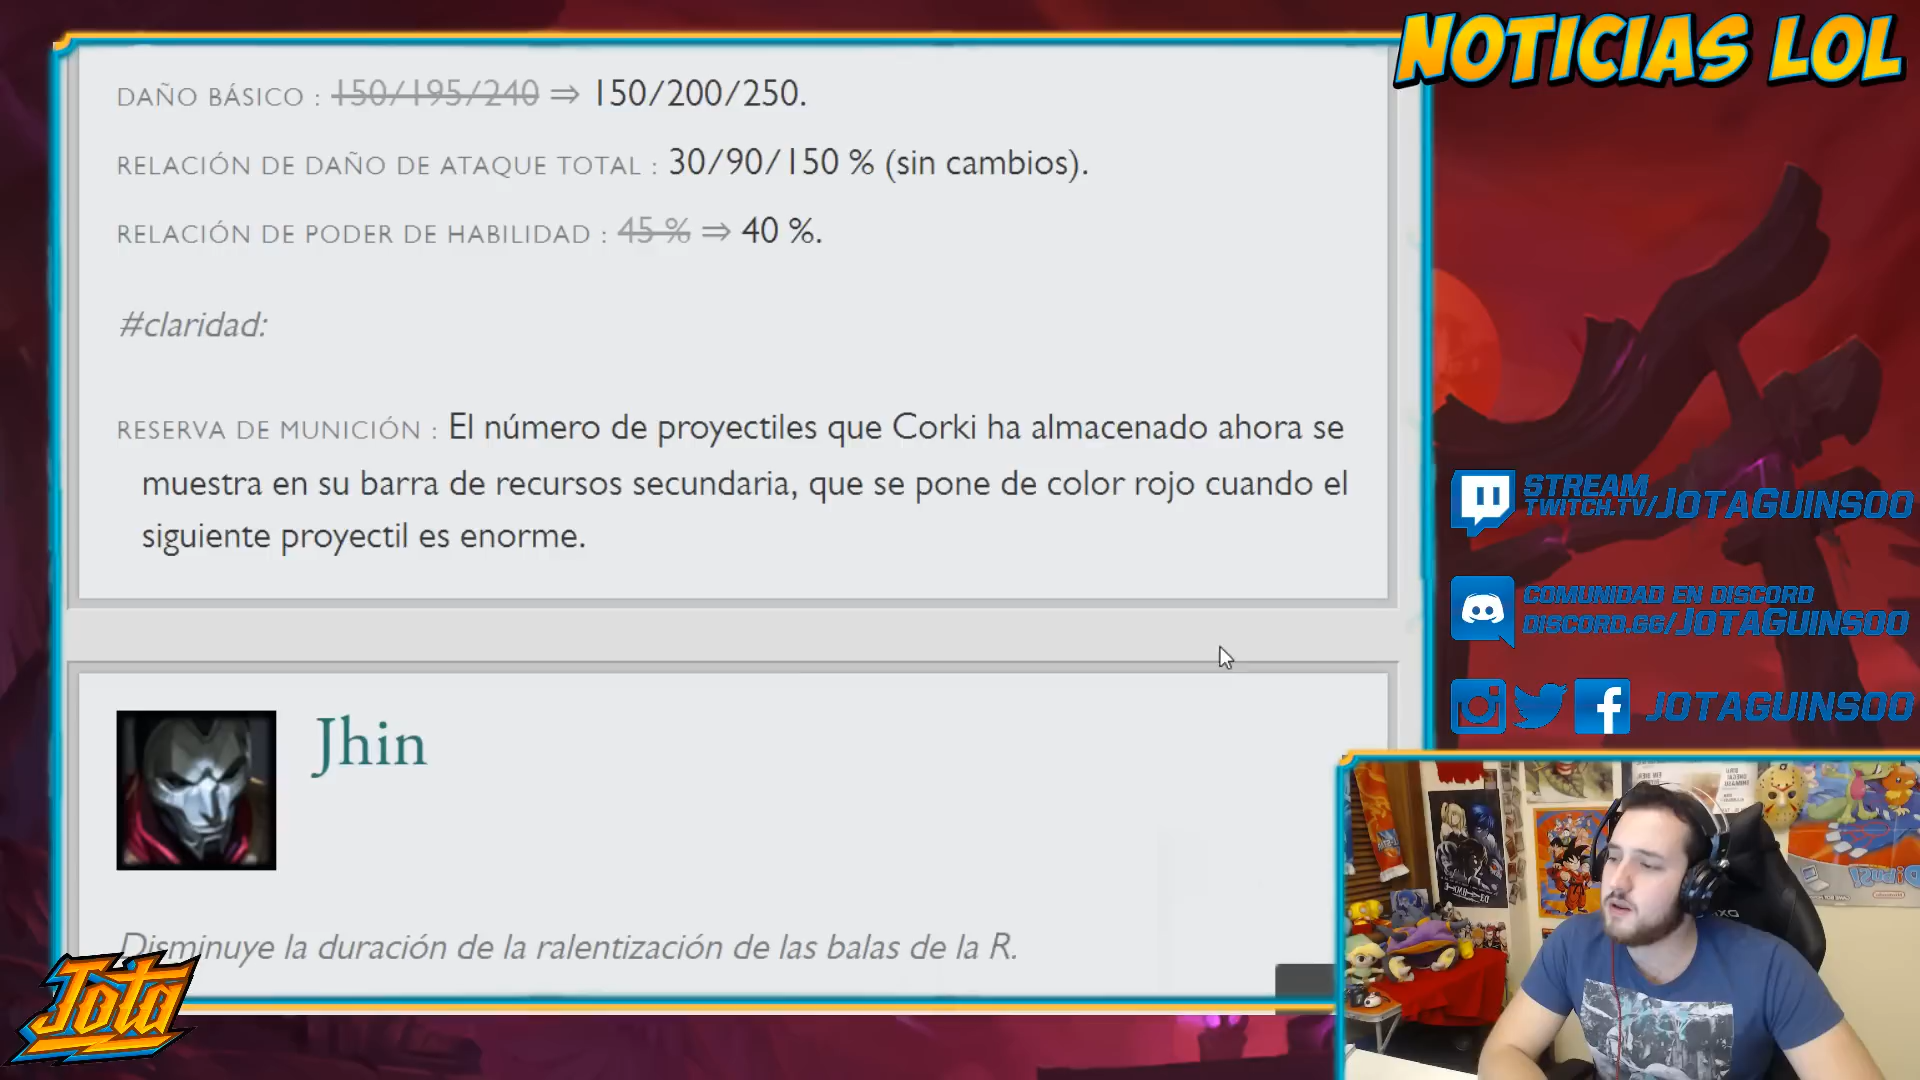 NOTICIAS LOL
DAÑO BÁSICO : 150/195/240 ⇒ 150/200/250.
RELACIÓN DE DAÑO DE ATAQUE TOTAL : 30/90/150 % (sin cambios).
RELACIÓN DE PODER DE HABILIDAD : 45 % ⇒ 40 %.
#claridad:
RESERVA DE MUNICIÓN : El número de proyectiles que Corki ha almacenado ahora se
muestra en su barra de recursos secundaria, que se pone de color rojo cuando el
siguiente proyectil es enorme.
Jhin
Disminuye la duración de la ralentización de las balas de la R.
STREAM
TWITCH.TV/JOTAGUINSOO
COMUNIDAD EN DISCORD
DISCORD.GG/JOTAGUINSOO
JOTAGUINSOO
Jota